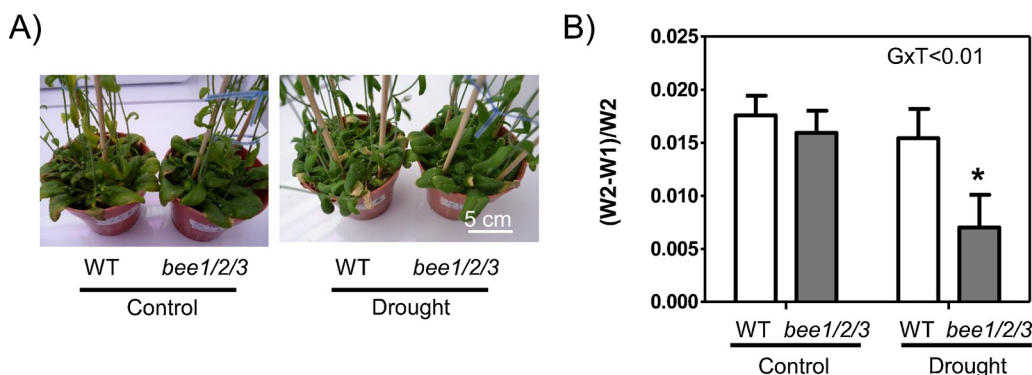 A)
WT bee1/2/3 WT bee1/2/3
Control Drought
5 cm
B)
(W2-W1)/W2
0.025
0.020
0.015
0.010
0.005
0.000
GxT<0.01
*
WT bee1/2/3 WT bee1/2/3
Control Drought